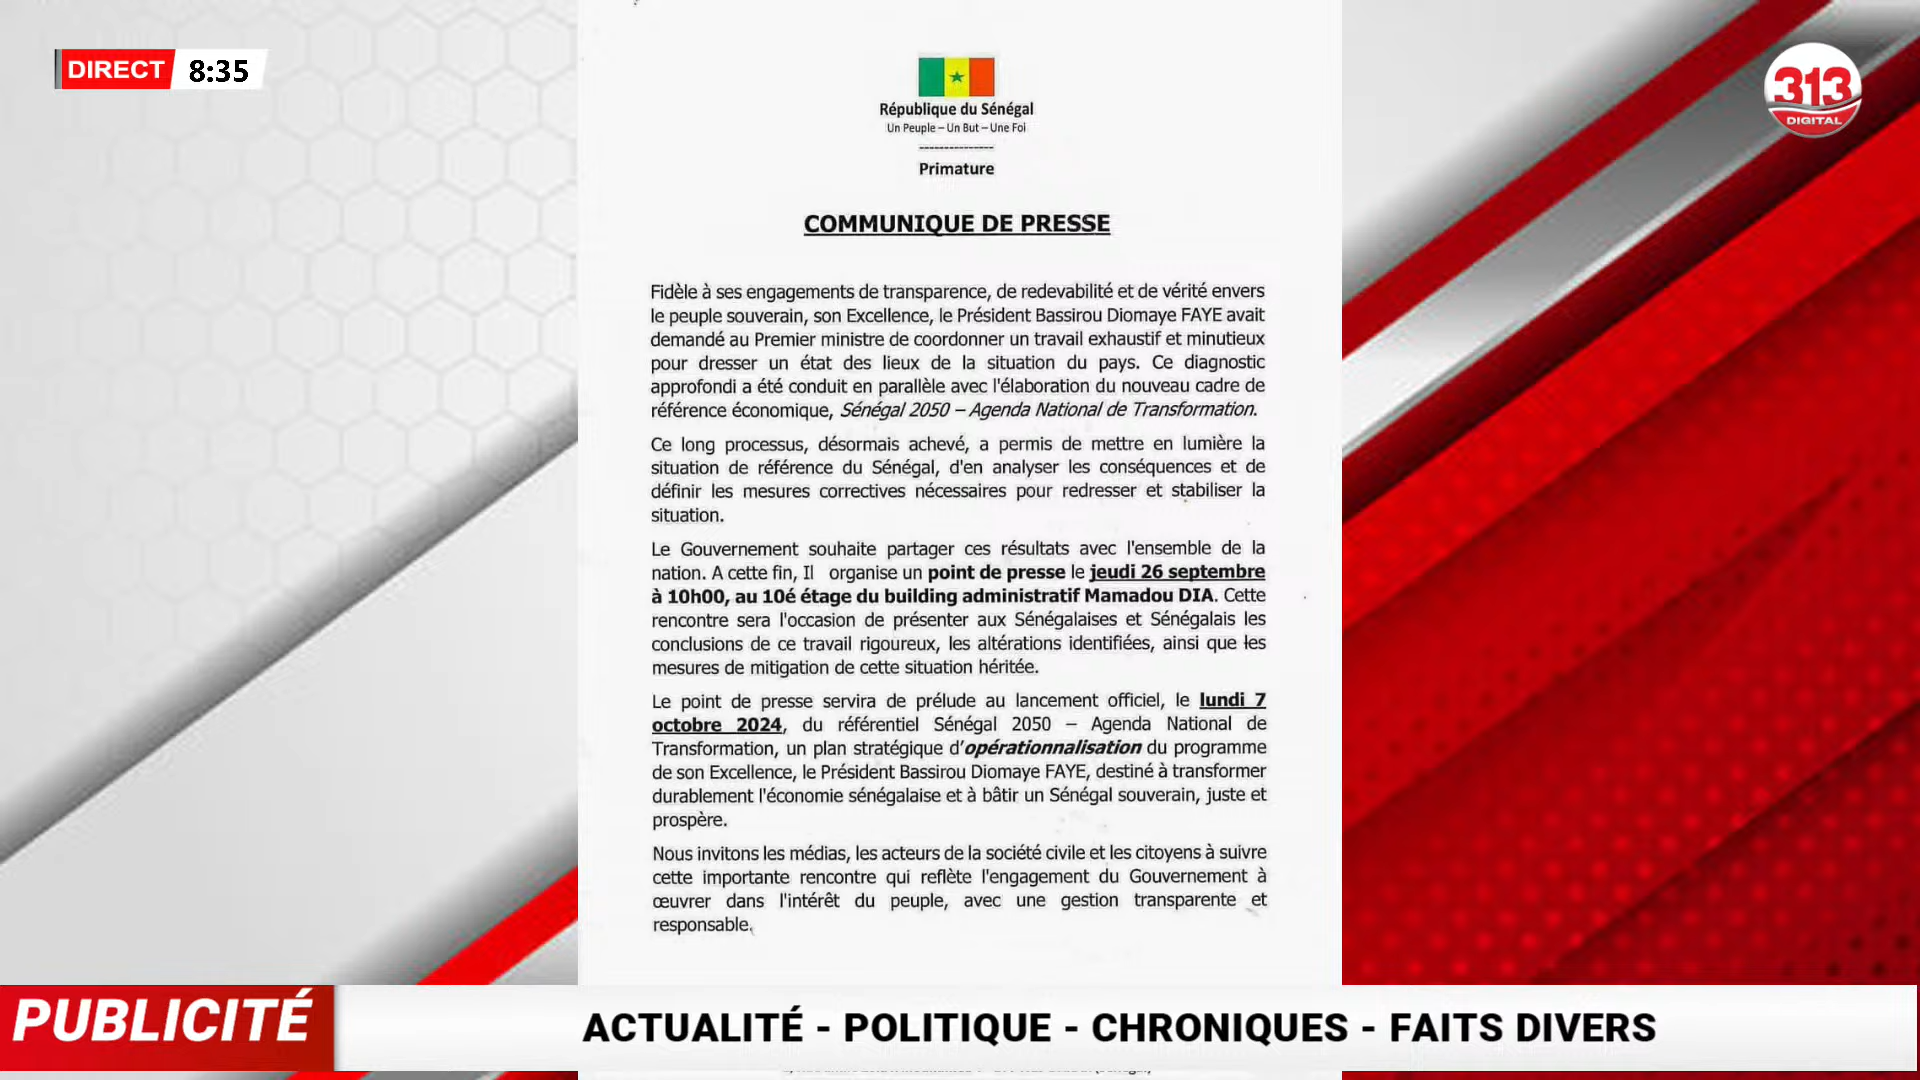 DIRECT 8:35
313
DIGITAL
République du Sénégal
Un Peuple – Un But – Une Foi
---------------
Primature
COMMUNIQUE DE PRESSE
Fidèle à ses engagements de transparence, de redevabilité et de vérité envers
le peuple souverain, son Excellence, le Président Bassirou Diomaye FAYE avait
demandé au Premier ministre de coordonner un travail exhaustif et minutieux
pour dresser un état des lieux de la situation du pays. Ce diagnostic
approfondi a été conduit en parallèle avec l'élaboration du nouveau cadre de
référence économique, Sénégal 2050 – Agenda National de Transformation.
Ce long processus, désormais achevé, a permis de mettre en lumière la
situation de référence du Sénégal, d'en analyser les conséquences et de
définir les mesures correctives nécessaires pour redresser et stabiliser la
situation.
Le Gouvernement souhaite partager ces résultats avec l'ensemble de la
nation. A cette fin, Il organise un point de presse le jeudi 26 septembre
à 10h00, au 10é étage du building administratif Mamadou DIA. Cette
rencontre sera l'occasion de présenter aux Sénégalaises et Sénégalais les
conclusions de ce travail rigoureux, les altérations identifiées, ainsi que les
mesures de mitigation de cette situation héritée.
Le point de presse servira de prélude au lancement officiel, le lundi 7
octobre 2024, du référentiel Sénégal 2050 – Agenda National de
Transformation, un plan stratégique d'opérationnalisation du programme
de son Excellence, le Président Bassirou Diomaye FAYE, destiné à transformer
durablement l'économie sénégalaise et à bâtir un Sénégal souverain, juste et
prospère.
Nous invitons les médias, les acteurs de la société civile et les citoyens à suivre
cette importante rencontre qui reflète l'engagement du Gouvernement à
œuvrer dans l'intérêt du peuple, avec une gestion transparente et
responsable.
PUBLICITÉ
ACTUALITÉ - POLITIQUE - CHRONIQUES - FAITS DIVERS